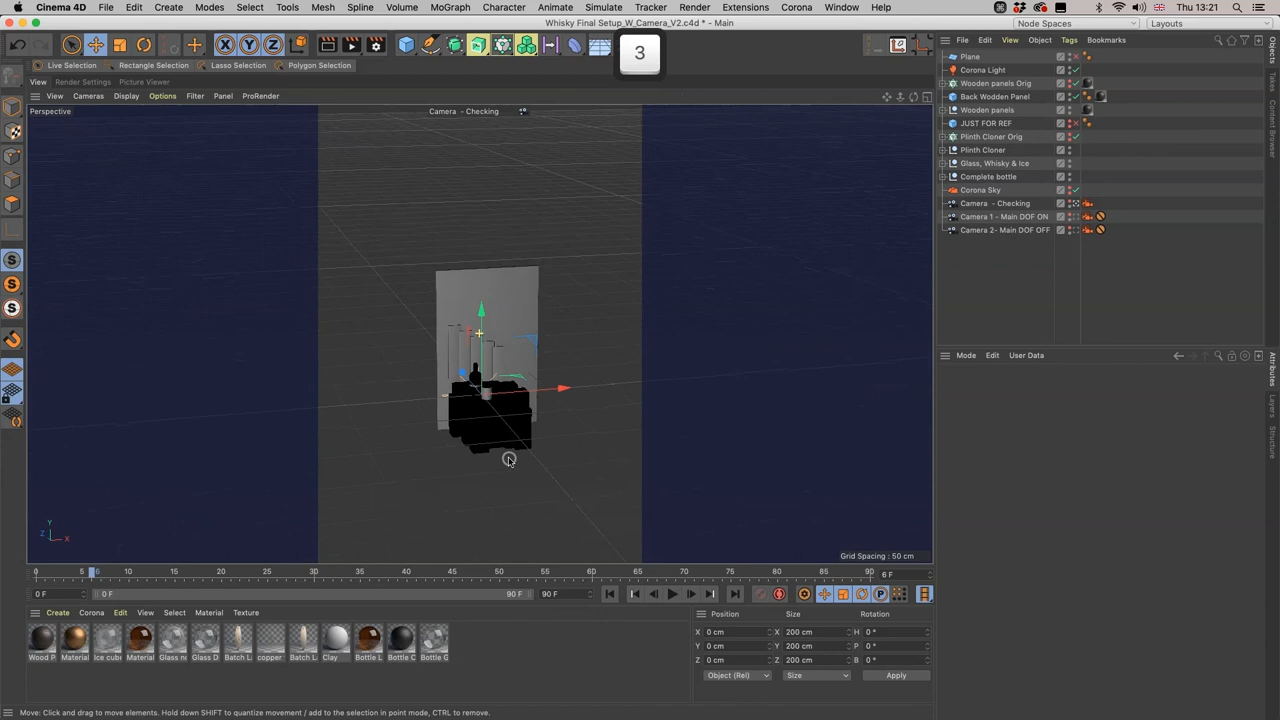 Cinema 4D File Edit Create Modes Select Tools Mesh Spline Volume MoGraph Character Animate Simulate Tracker Render Extensions Corona Window Help Thu 13:21
Whisky Final Setup_W_Camera_V2.c4d * - Main
Node Spaces Layouts
3
X Y Z
File Edit View Object Tags Bookmarks
Live Selection Rectangle Selection Lasso Selection Polygon Selection
View Render Settings Picture Viewer
View Cameras Display Options Filter Panel ProRender
Perspective
Camera - Checking
Plane
Corona Light
Wooden panels Orig
Back Wooden Panel
Wooden panels
JUST FOR REF
Plinth Cloner Orig
Plinth Cloner
Glass, Whisky & Ice
Complete bottle
Corona Sky
Camera - Checking
Camera 1 - Main DOF ON
Camera 2- Main DOF OFF
Objects
Takes
Content Browser
Mode Edit User Data
Attributes
Layers
Structure
S
S
S
Y
Z X
Grid Spacing : 50 cm
0 5 6 10 15 20 25 30 35 40 45 50 55 60 65 70 75 80 85 90 6 F
0 F 0 F 90 F 90 F
P
Create Corona Edit View Select Material Texture
Wood P Material Ice cube Material Glass n Glass D Batch L copper Batch L Clay Bottle L Bottle C Bottle G
Position Size Rotation
X 0 cm X 200 cm H 0 °
Y 0 cm Y 200 cm P 0 °
Z 0 cm Z 200 cm B 0 °
Object (Rel) Size Apply
Move: Click and drag to move elements. Hold down SHIFT to quantize movement / add to the selection in point mode, CTRL to remove.